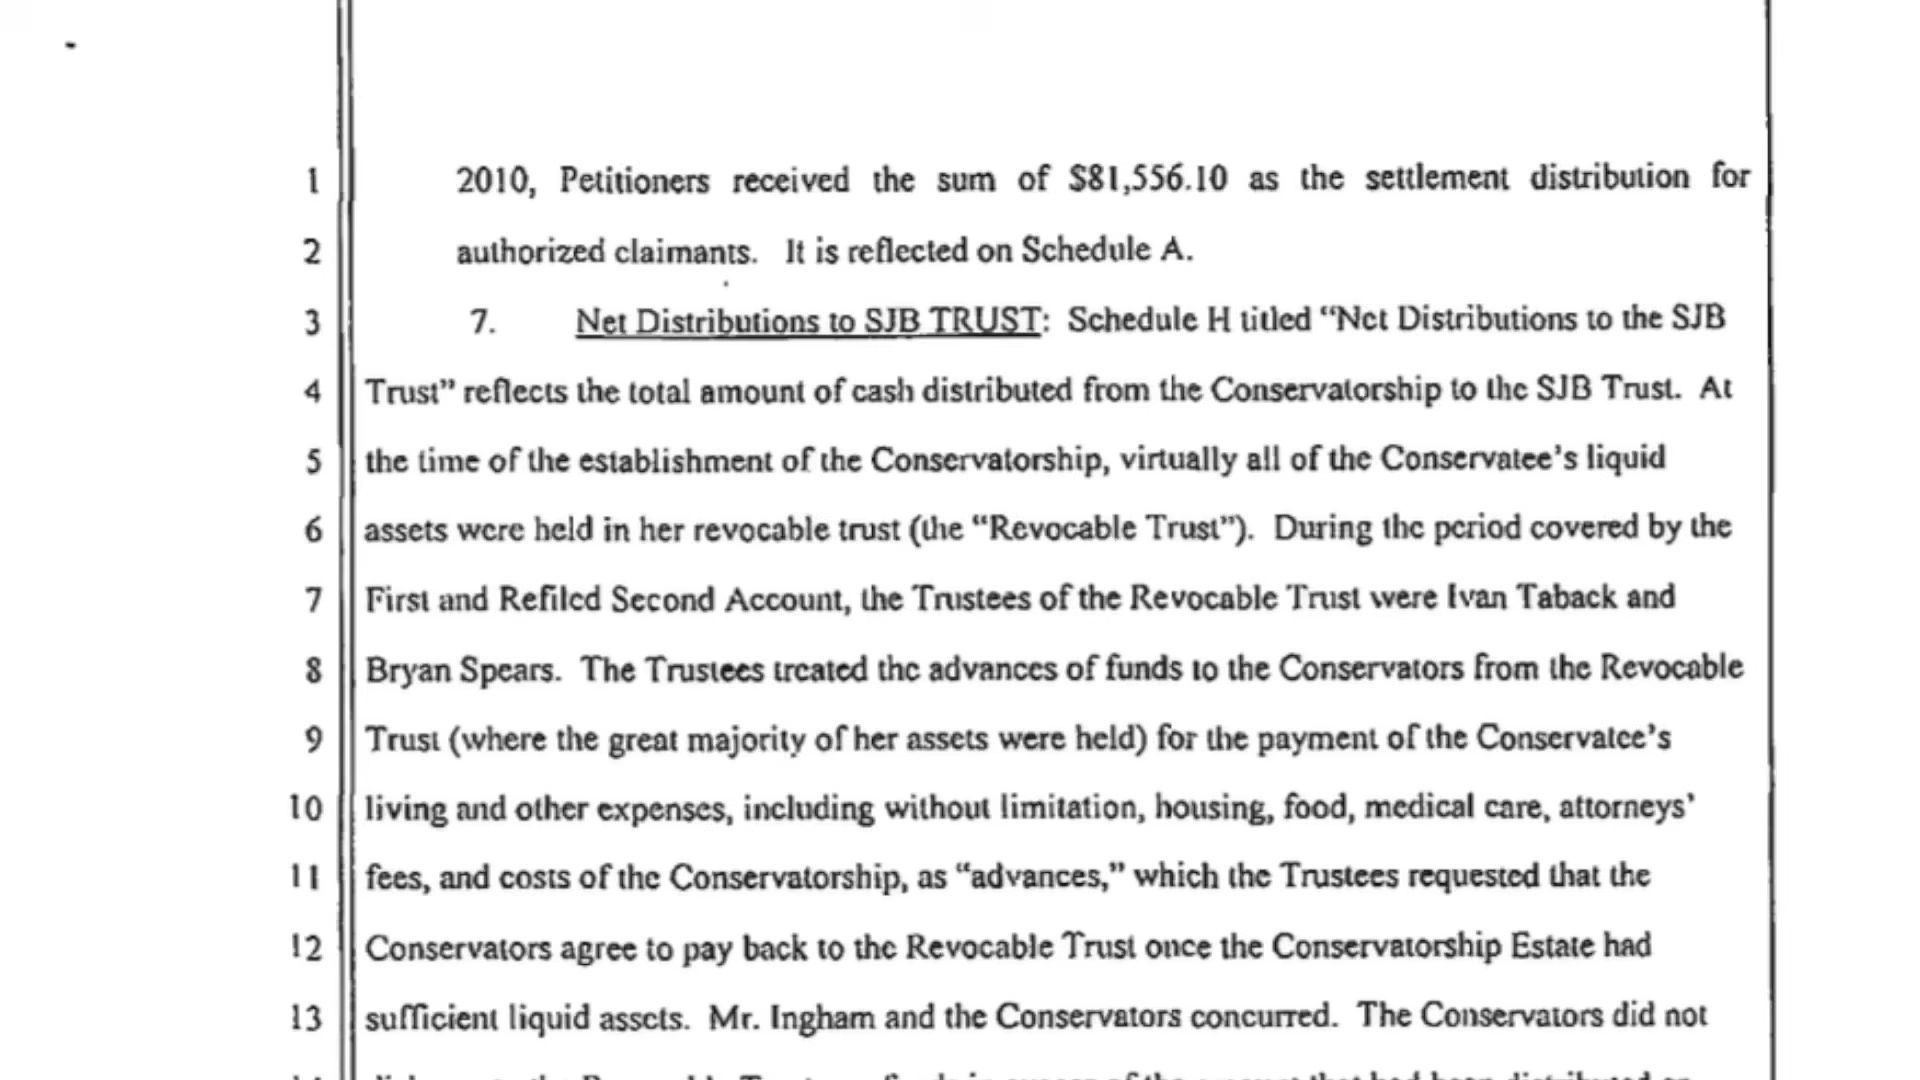 1 2010, Petitioners received the sum of $81,556.10 as the settlement distribution for
2 authorized claimants. It is reflected on Schedule A.
3 7. Net Distributions to SJB TRUST: Schedule H titled “Net Distributions to the SJB
4 Trust” reflects the total amount of cash distributed from the Conservatorship to the SJB Trust. At
5 the time of the establishment of the Conservatorship, virtually all of the Conservatee’s liquid
6 assets were held in her revocable trust (the “Revocable Trust”). During the period covered by the
7 First and Refiled Second Account, the Trustees of the Revocable Trust were Ivan Taback and
8 Bryan Spears. The Trustees treated the advances of funds to the Conservators from the Revocable
9 Trust (where the great majority of her assets were held) for the payment of the Conservatee’s
10 living and other expenses, including without limitation, housing, food, medical care, attorneys’
11 fees, and costs of the Conservatorship, as “advances,” which the Trustees requested that the
12 Conservators agree to pay back to the Revocable Trust once the Conservatorship Estate had
13 sufficient liquid assets. Mr. Ingham and the Conservators concurred. The Conservators did not